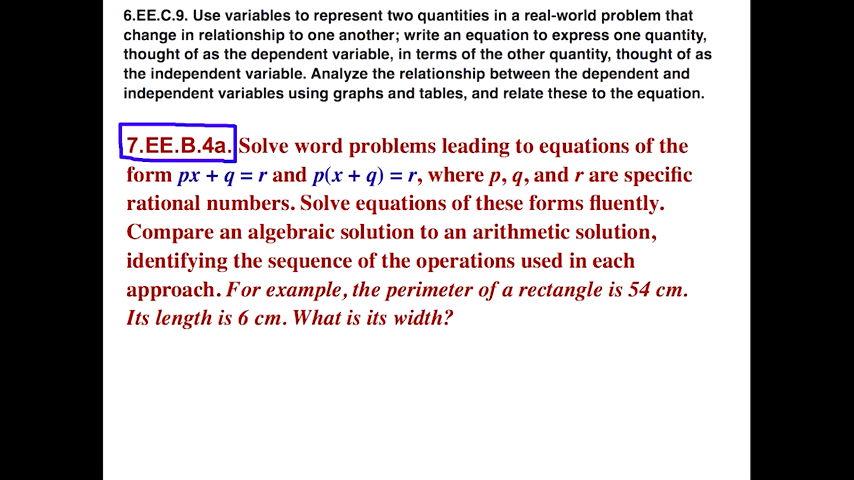 6.EE.C.9. Use variables to represent two quantities in a real-world problem that
change in relationship to one another; write an equation to express one quantity,
thought of as the dependent variable, in terms of the other quantity, thought of as
the independent variable. Analyze the relationship between the dependent and
independent variables using graphs and tables, and relate these to the equation.
7.EE.B.4a. Solve word problems leading to equations of the
form px + q = r and p(x + q) = r, where p, q, and r are specific
rational numbers. Solve equations of these forms fluently.
Compare an algebraic solution to an arithmetic solution,
identifying the sequence of the operations used in each
approach. For example, the perimeter of a rectangle is 54 cm.
Its length is 6 cm. What is its width?